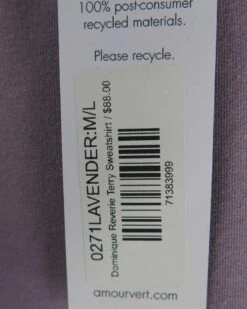 100% post-consumer
recycled materials.
Please recycle.
0271LAVENDER:M/L
Dominique Reverie Terry Sweatshirt / $88.00
71383999
amourvert.com